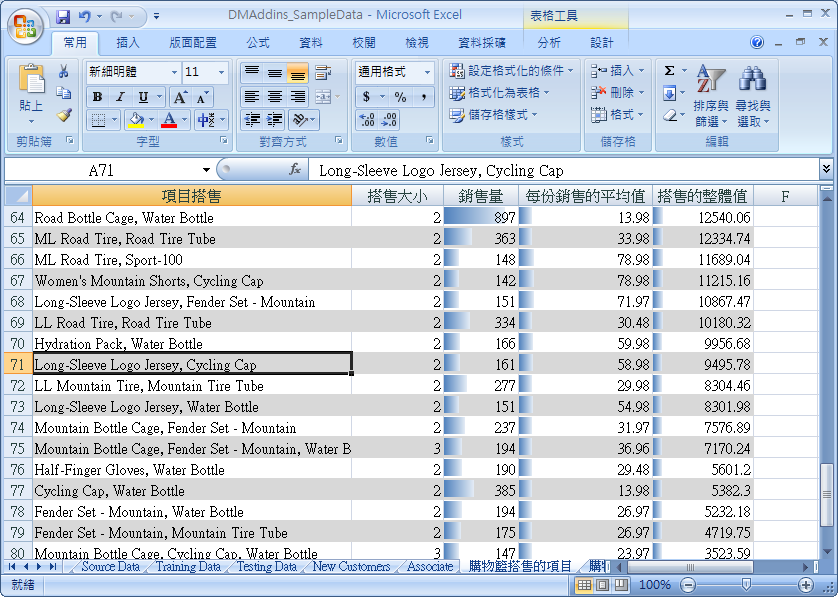 DMAddins_SampleData - Microsoft Excel
表格工具
常用 插入 版面配置 公式 資料 校閱 檢視 資料採礦 分析 設計
貼上
剪貼簿
新細明體 11
B I U A A
A 中
字型
對齊方式
通用格式
$ % ,
數值
設定格式化的條件
格式化為表格
儲存格樣式
樣式
插入
刪除
格式
儲存格
Σ
排序與篩選
尋找與選取
編輯
A71 fx Long-Sleeve Logo Jersey, Cycling Cap
項目搭售 搭售大小 銷售量 每份銷售的平均值 搭售的整體值 F
64 Road Bottle Cage, Water Bottle 2 897 13.98 12540.06
65 ML Road Tire, Road Tire Tube 2 363 33.98 12334.74
66 ML Road Tire, Sport-100 2 148 78.98 11689.04
67 Women's Mountain Shorts, Cycling Cap 2 142 78.98 11215.16
68 Long-Sleeve Logo Jersey, Fender Set - Mountain 2 151 71.97 10867.47
69 LL Road Tire, Road Tire Tube 2 334 30.48 10180.32
70 Hydration Pack, Water Bottle 2 166 59.98 9956.68
71 Long-Sleeve Logo Jersey, Cycling Cap 2 161 58.98 9495.78
72 LL Mountain Tire, Mountain Tire Tube 2 277 29.98 8304.46
73 Long-Sleeve Logo Jersey, Water Bottle 2 151 54.98 8301.98
74 Mountain Bottle Cage, Fender Set - Mountain 2 237 31.97 7576.89
75 Mountain Bottle Cage, Fender Set - Mountain, Water B 3 194 36.96 7170.24
76 Half-Finger Gloves, Water Bottle 2 190 29.48 5601.2
77 Cycling Cap, Water Bottle 2 385 13.98 5382.3
78 Fender Set - Mountain, Water Bottle 2 194 26.97 5232.18
79 Fender Set - Mountain, Mountain Tire Tube 2 175 26.97 4719.75
80 Mountain Bottle Cage, Cycling Cap, Water Bottle 3 147 23.97 3523.59
Source Data Training Data Testing Data New Customers Associate 購物籃搭售的項目 購物
就緒 100%